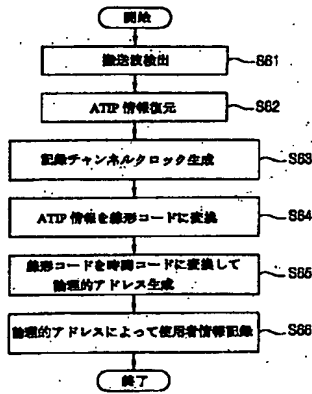 開始
搬送波検出
S61
ATIP 情報復元
S62
記録チャンネルクロック生成
S63
ATIP 情報を線形コードに変換
S64
線形コードを時間コードに変換して
論理的アドレス生成
S65
論理的アドレスによって使用者情報記録
S66
終了